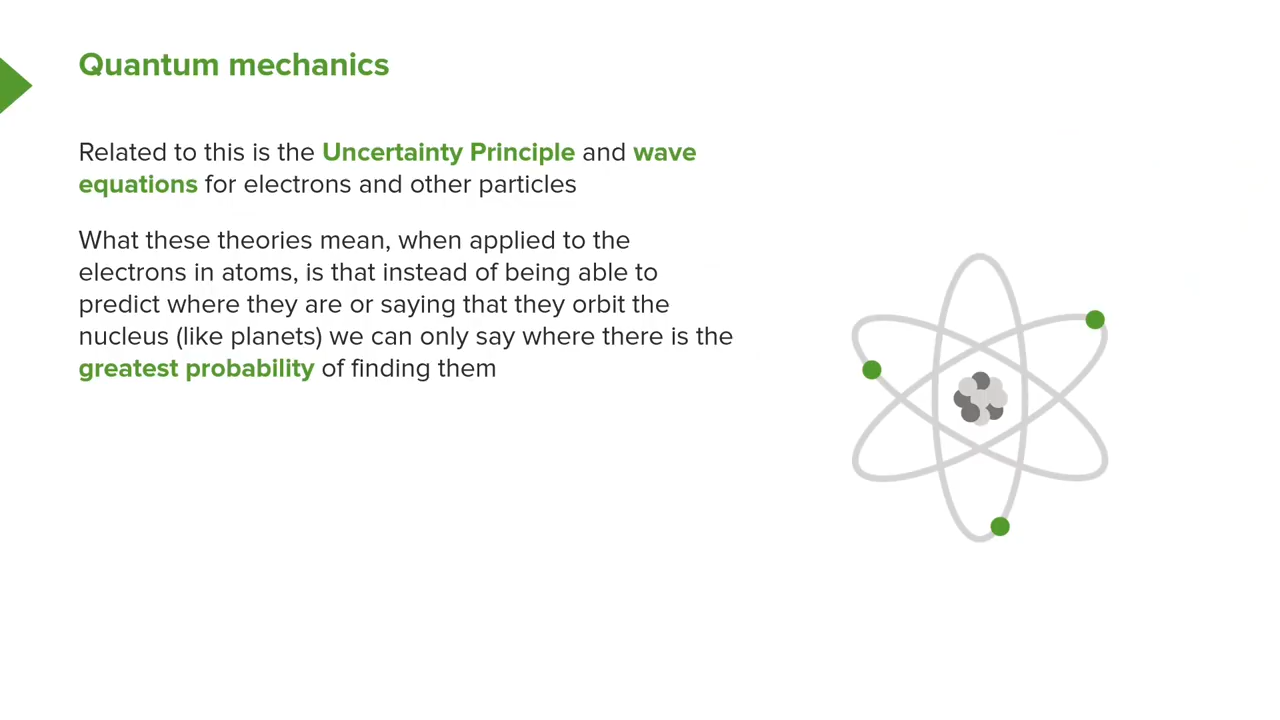 Quantum mechanics
Related to this is the Uncertainty Principle and wave
equations for electrons and other particles
What these theories mean, when applied to the
electrons in atoms, is that instead of being able to
predict where they are or saying that they orbit the
nucleus (like planets) we can only say where there is the
greatest probability of finding them